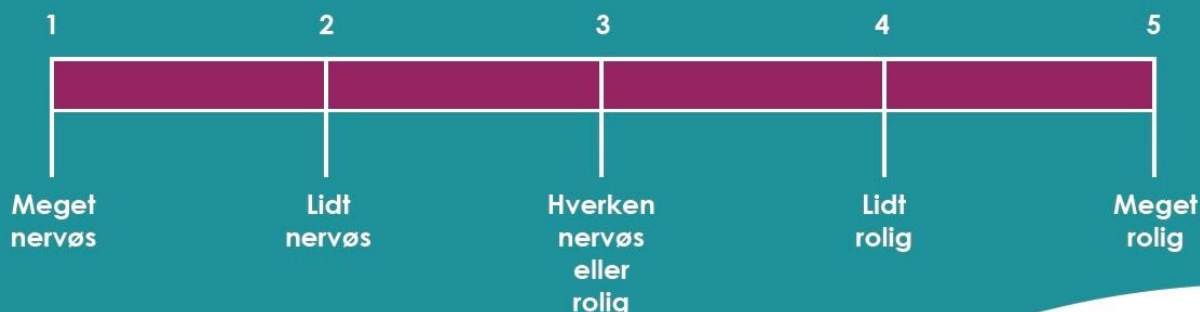 1 2 3 4 5
Meget nervøs
Lidt nervøs
Hverken nervøs eller rolig
Lidt rolig
Meget rolig